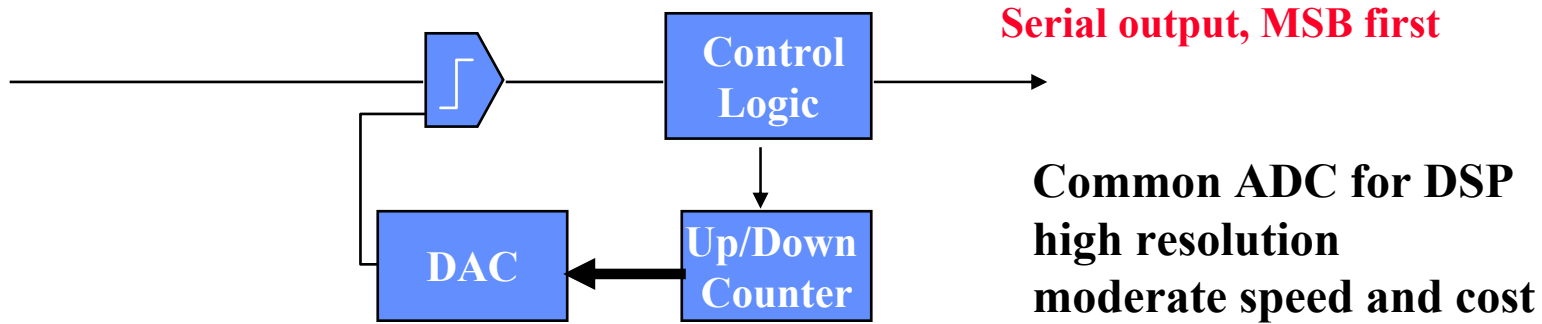 Serial output, MSB first
Control
Logic
Common ADC for DSP
high resolution
moderate speed and cost
DAC
Up/Down
Counter